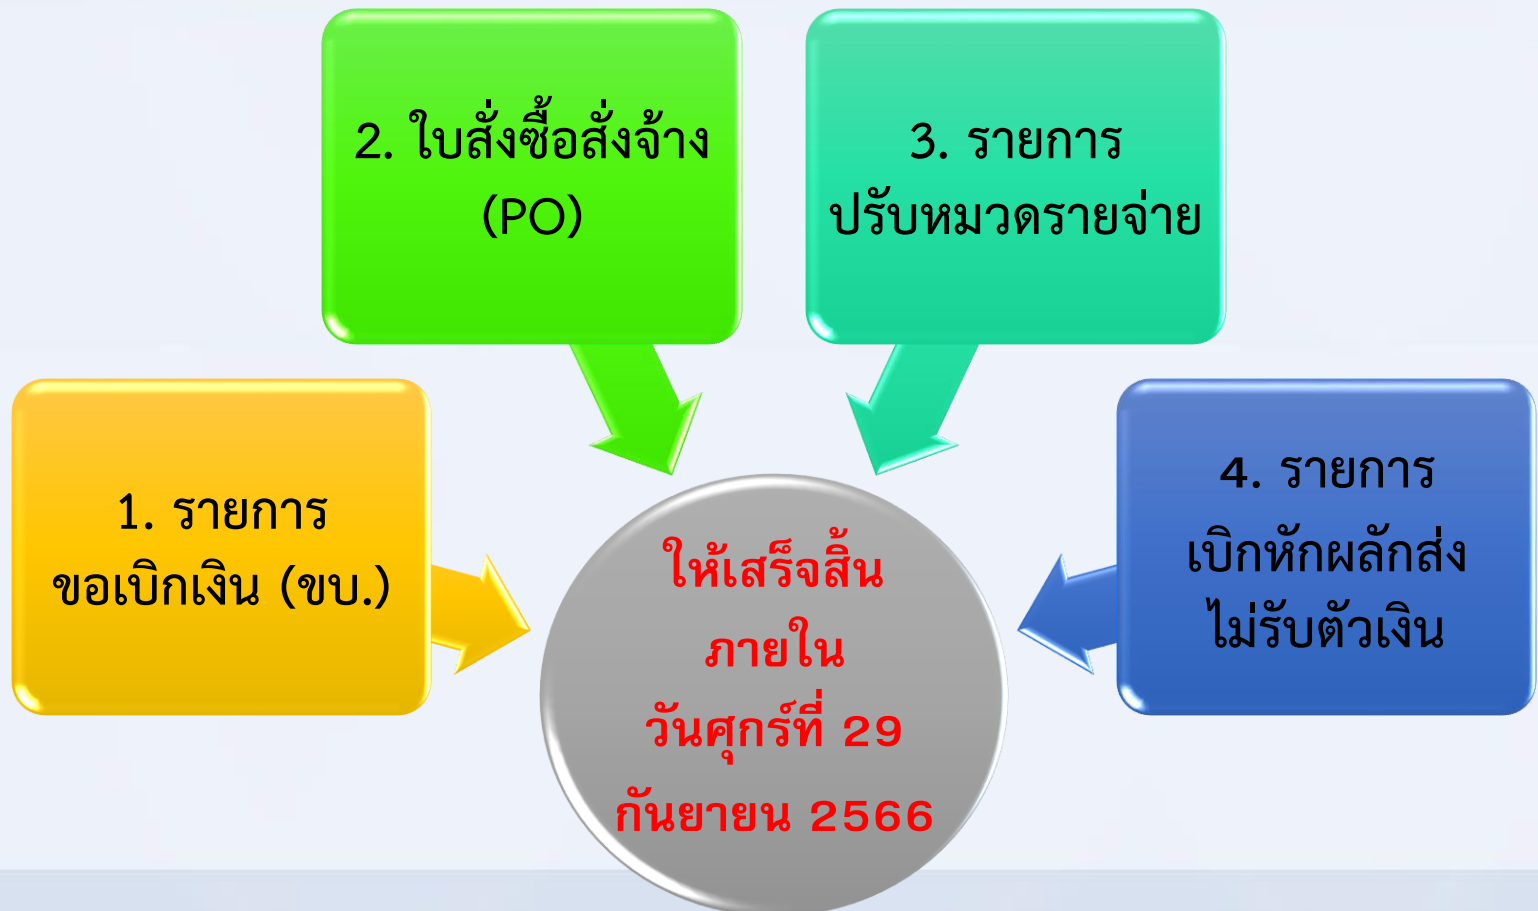 1. รายการ
ขอเบิกเงิน (ขบ.)
2. ใบสั่งซื้อสั่งจ้าง
(PO)
3. รายการ
ปรับหมวดรายจ่าย
4. รายการ
เบิกหักผลักส่ง
ไม่รับตัวเงิน
ให้เสร็จสิ้น
ภายใน
วันศุกร์ที่ 29
กันยายน 2566